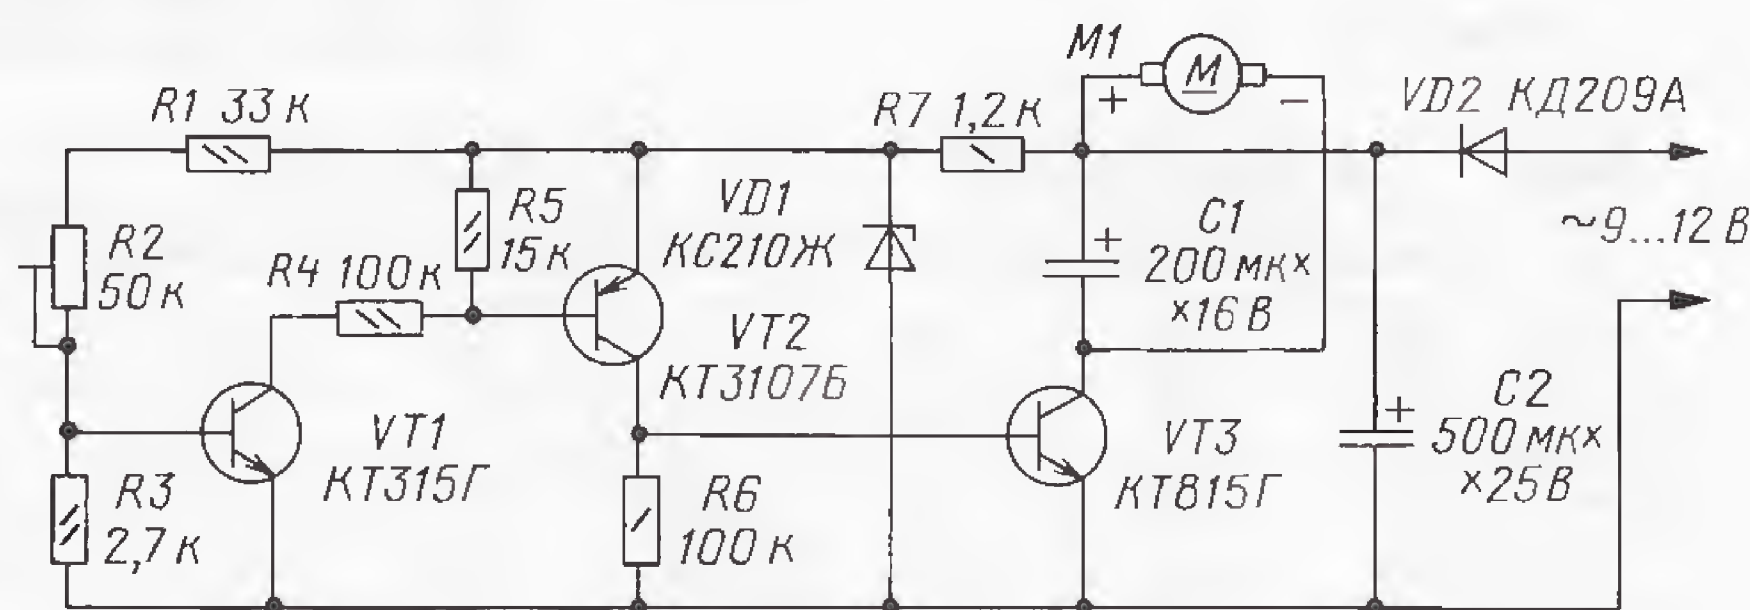 M1
M
+
−
R1 33 к
R7 1,2 к
VD2 КД209А
R2
50 к
R4 100 к
R5
15 к
VD1
КС210Ж
+
C1
200 мк×
×16 В
~9...12 В
VT2
КТ3107Б
VT1
КТ315Г
VT3
КТ815Г
+
C2
500 мк×
×25 В
R3
2,7 к
R6
100 к